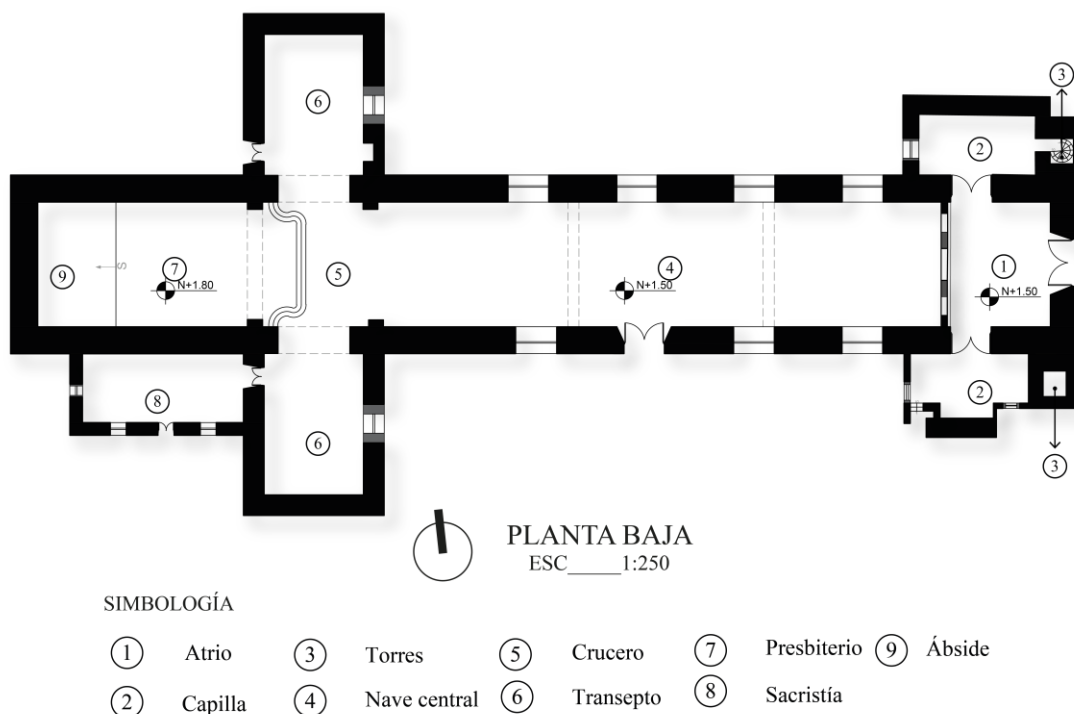 3
6
2
9
7
S
N+1.80
5
4
N+1.50
1
N+1.50
8
6
2
3
PLANTA BAJA
ESC_____1:250
SIMBOLOGÍA
1 Atrio 3 Torres 5 Crucero 7 Presbiterio 9 Ábside
2 Capilla 4 Nave central 6 Transepto 8 Sacristía